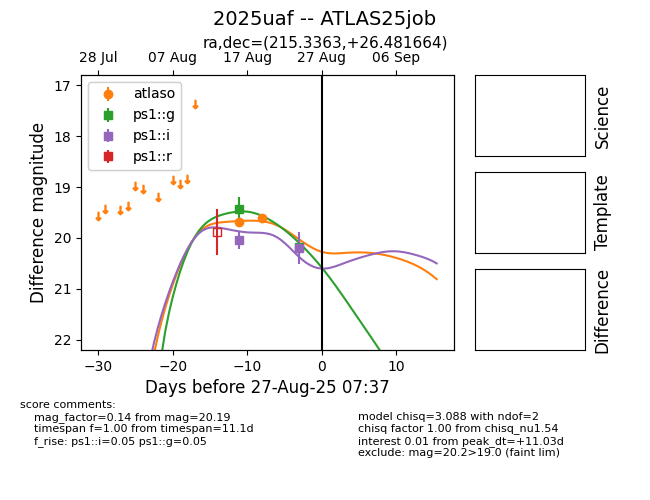 2025uaf -- ATLAS25job
ra,dec=(215.3363,+26.481664)
28 Jul
07 Aug
17 Aug
27 Aug
06 Sep
17
18
19
20
21
22
Difference magnitude
atlaso
ps1::g
ps1::i
ps1::r
−30
−20
−10
0
10
Days before 27-Aug-25 07:37
Science
Template
Difference
score comments:
mag_factor=0.14 from mag=20.19
timespan f=1.00 from timespan=11.1d
f_rise: ps1::i=0.05 ps1::g=0.05
model chisq=3.088 with ndof=2
chisq factor 1.00 from chisq_nu1.54
interest 0.01 from peak_dt=+11.03d
exclude: mag=20.2>19.0 (faint lim)